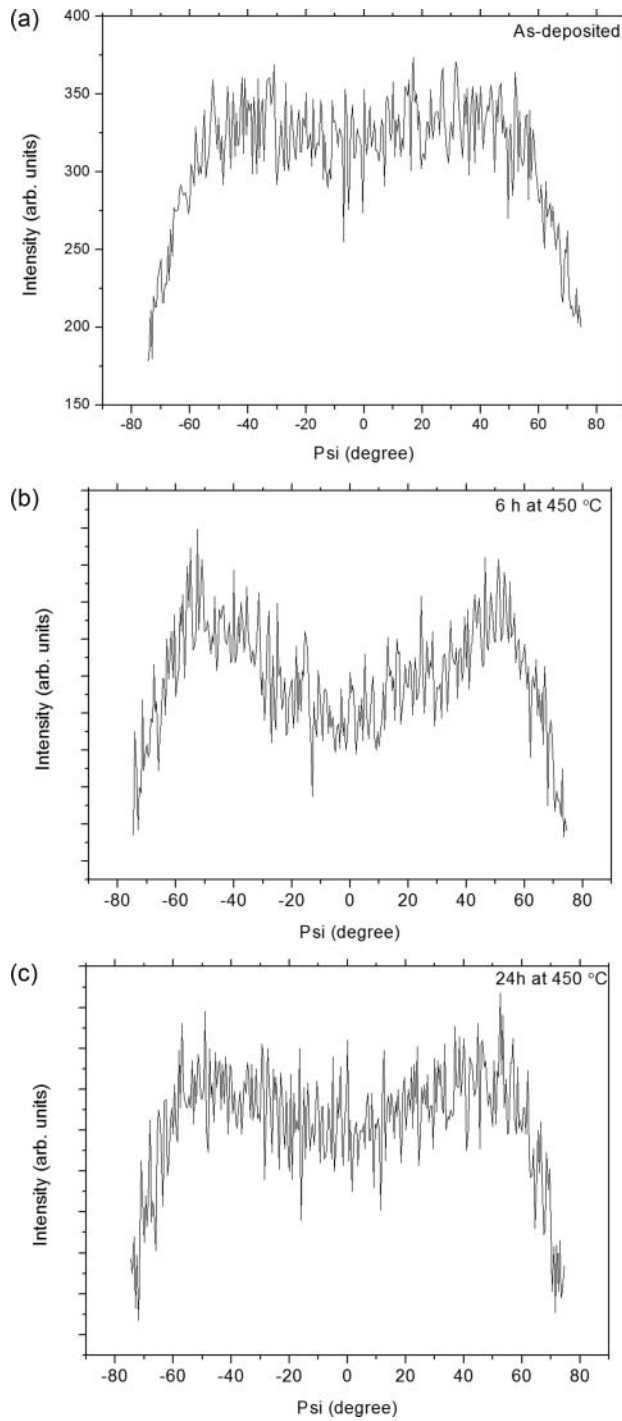 (a)
As-deposited
400
350
300
250
200
150
Intensity (arb. units)
-80 -60 -40 -20 0 20 40 60 80
Psi (degree)
(b)
6 h at 450 °C
Intensity (arb. units)
-80 -60 -40 -20 0 20 40 60 80
Psi (degree)
(c)
24h at 450 °C
Intensity (arb. units)
-80 -60 -40 -20 0 20 40 60 80
Psi (degree)